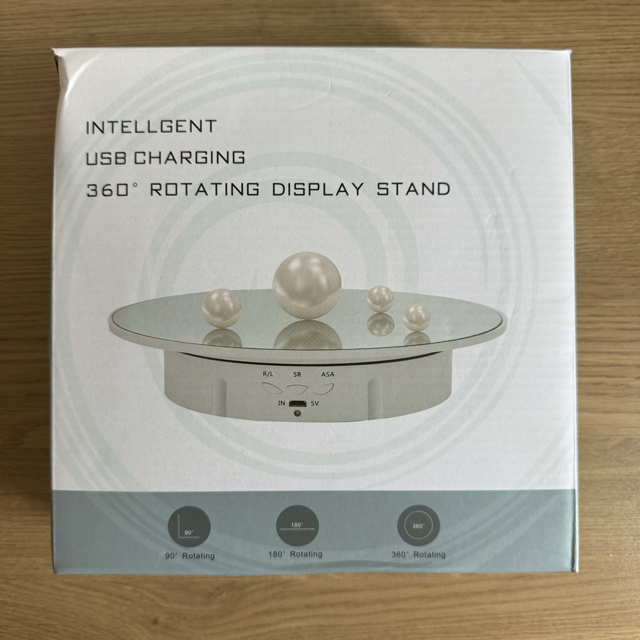 INTELLGENT
USB CHARGING
360° ROTATING DISPLAY STAND
R/L SR ASA
IN 5V
90° 180° 360°
90° Rotating 180° Rotating 360° Rotating